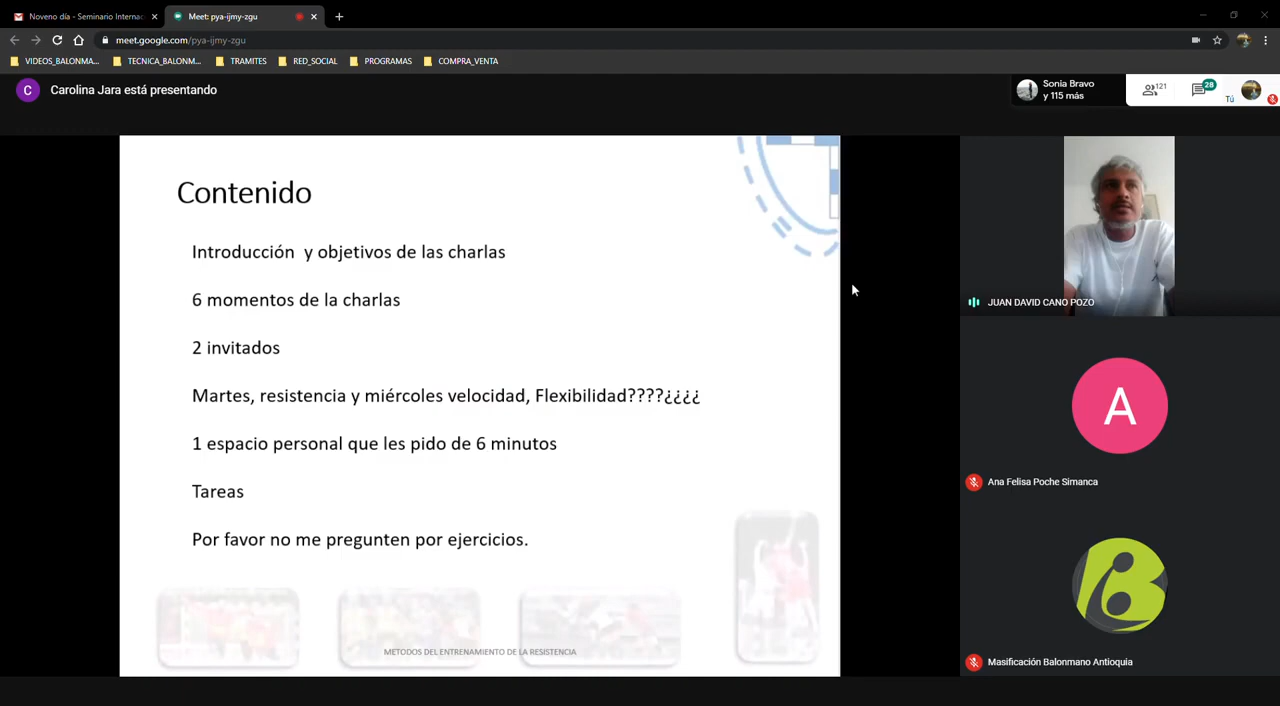 Noveno día - Seminario Internac
Meet: pya-ijmy-zgu
meet.google.com/pya-ijmy-zgu
VIDEOS_BALONMA...
TECNICA_BALONM...
TRAMITES
RED_SOCIAL
PROGRAMAS
COMPRA_VENTA
C
Carolina Jara está presentando
Sonia Bravo
y 115 más
121
28
Tú
Contenido
Introducción y objetivos de las charlas
6 momentos de la charlas
2 invitados
Martes, resistencia y miércoles velocidad, Flexibilidad????¿¿¿¿
1 espacio personal que les pido de 6 minutos
Tareas
Por favor no me pregunten por ejercicios.
METODOS DEL ENTRENAMIENTO DE LA RESISTENCIA
JUAN DAVID CANO POZO
A
Ana Felisa Poche Simanca
Masificación Balonmano Antioquia